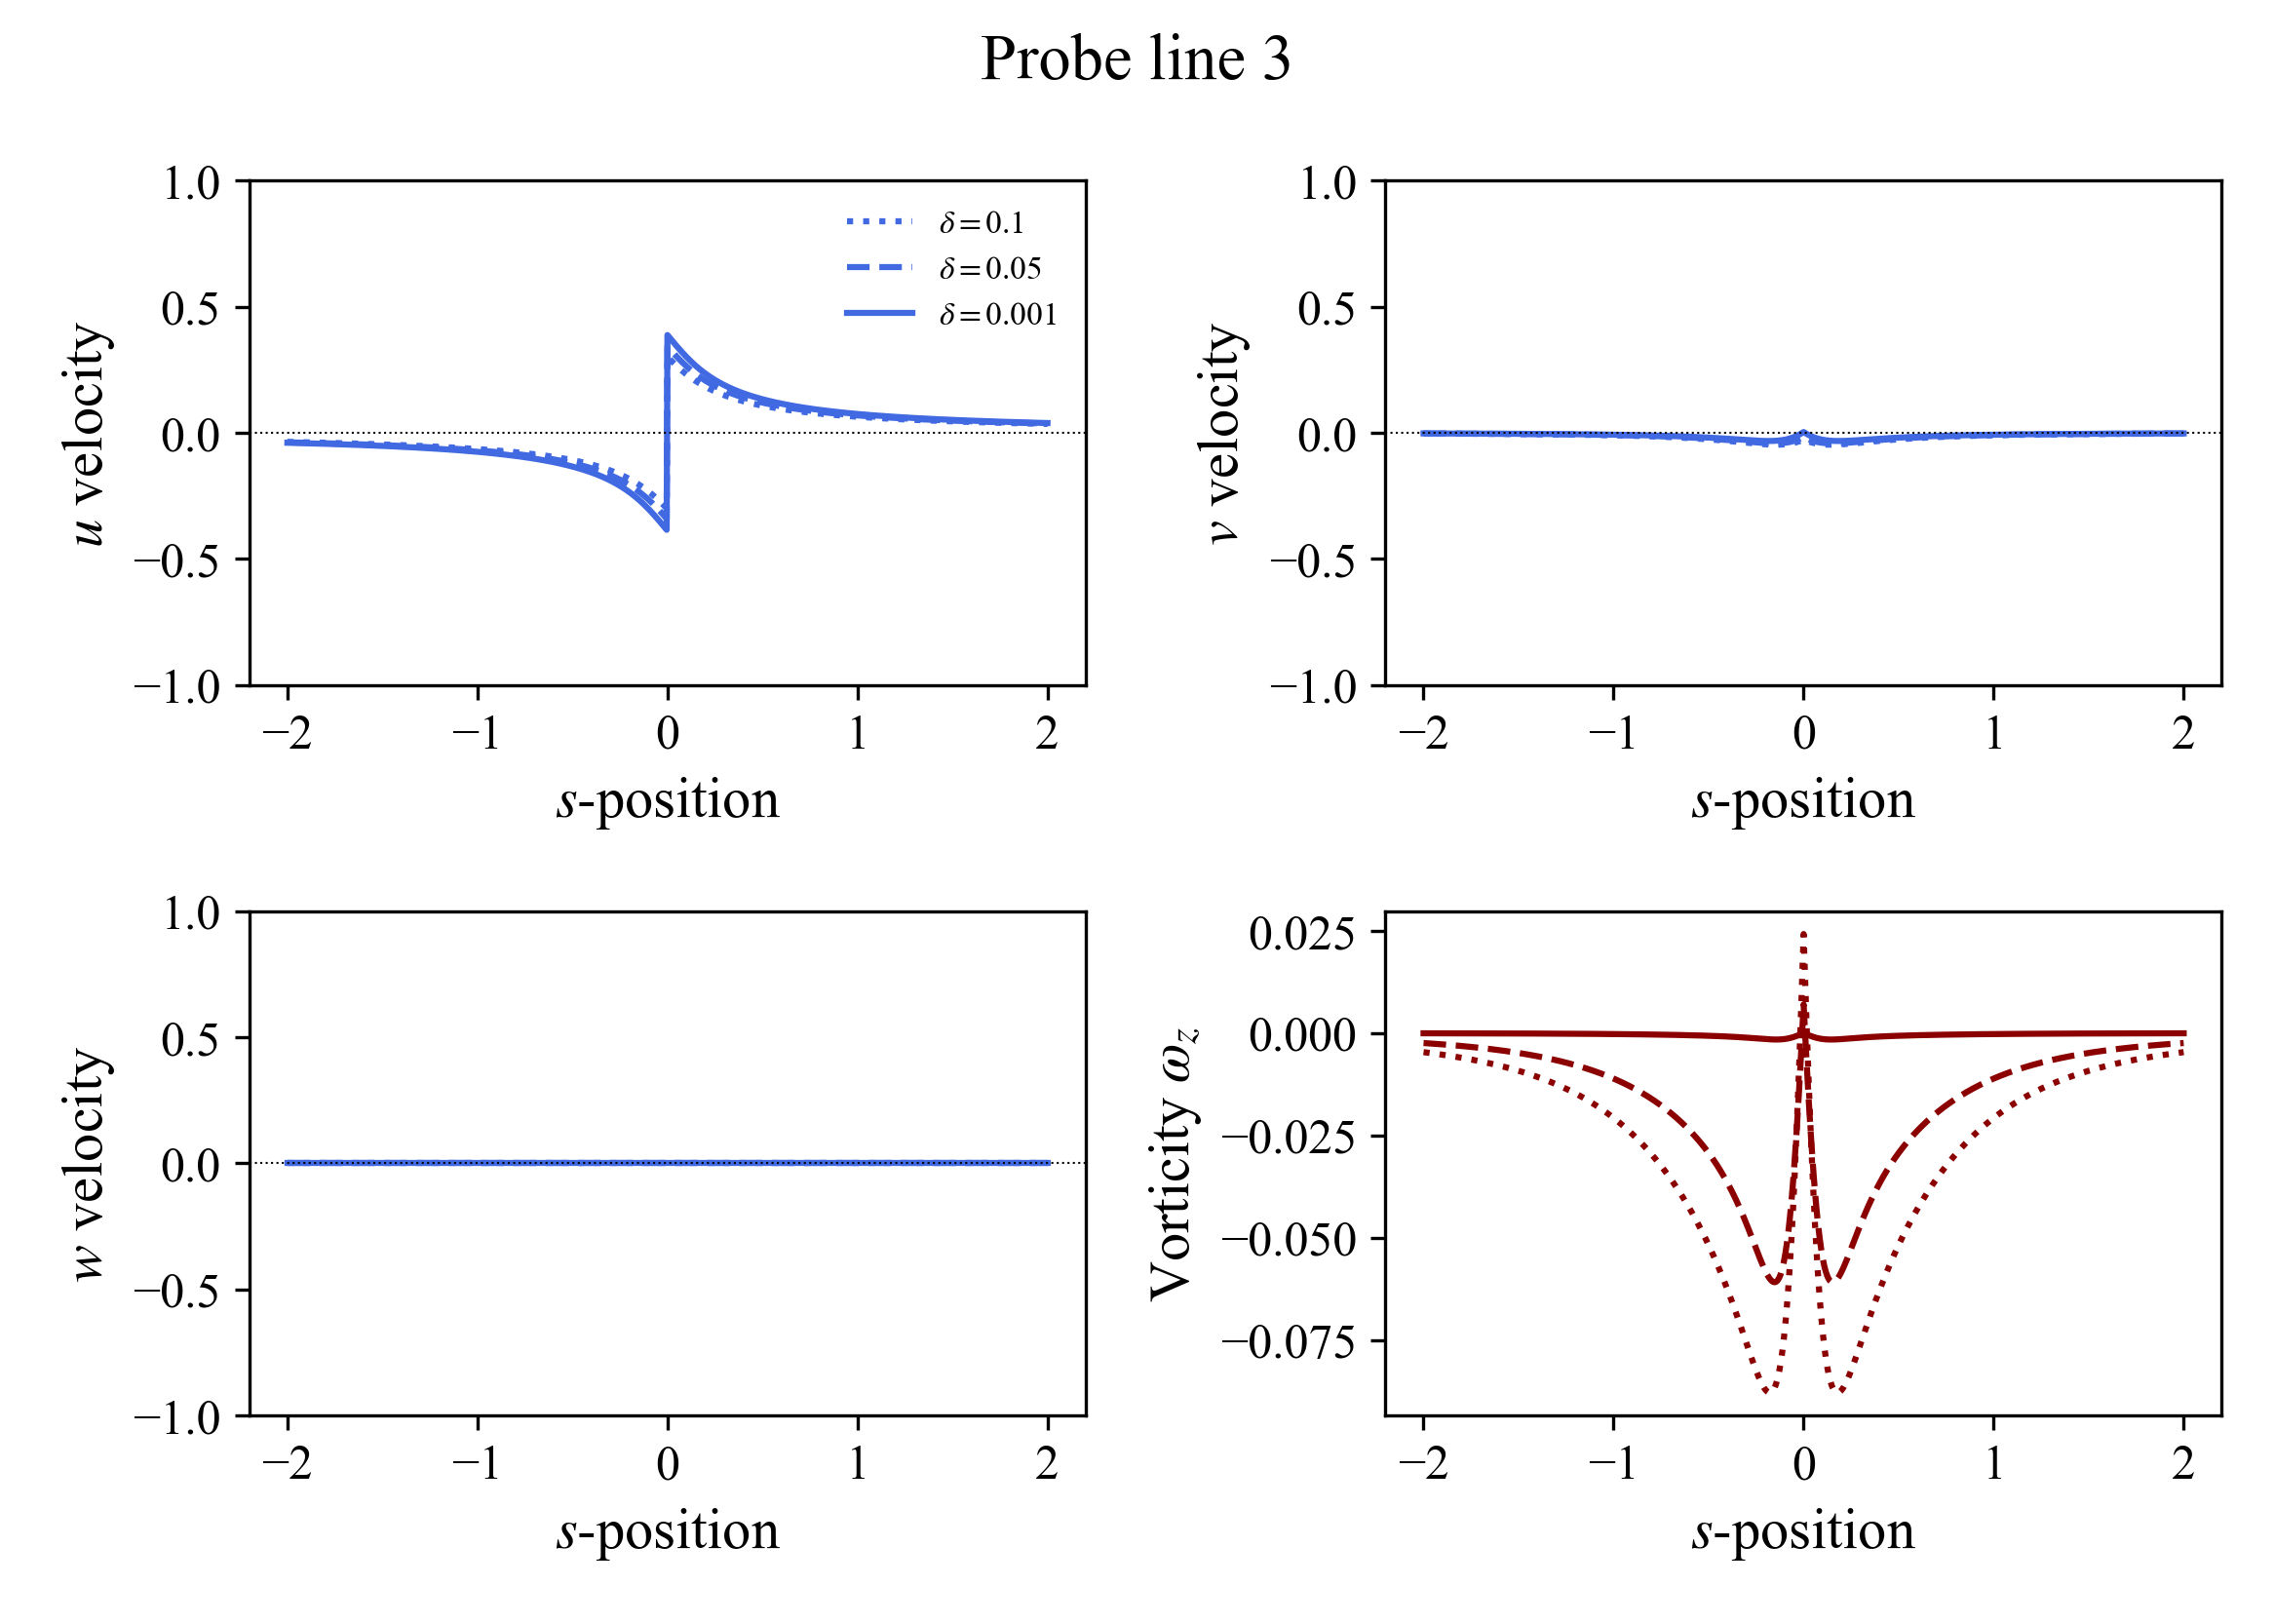 Probe line 3
1.0
0.5
0.0
−0.5
−1.0
u velocity
δ = 0.1
δ = 0.05
δ = 0.001
−2 −1 0 1 2
s-position
1.0
0.5
0.0
−0.5
−1.0
v velocity
−2 −1 0 1 2
s-position
1.0
0.5
0.0
−0.5
−1.0
w velocity
−2 −1 0 1 2
s-position
0.025
0.000
−0.025
−0.050
−0.075
Vorticity ω_z
−2 −1 0 1 2
s-position